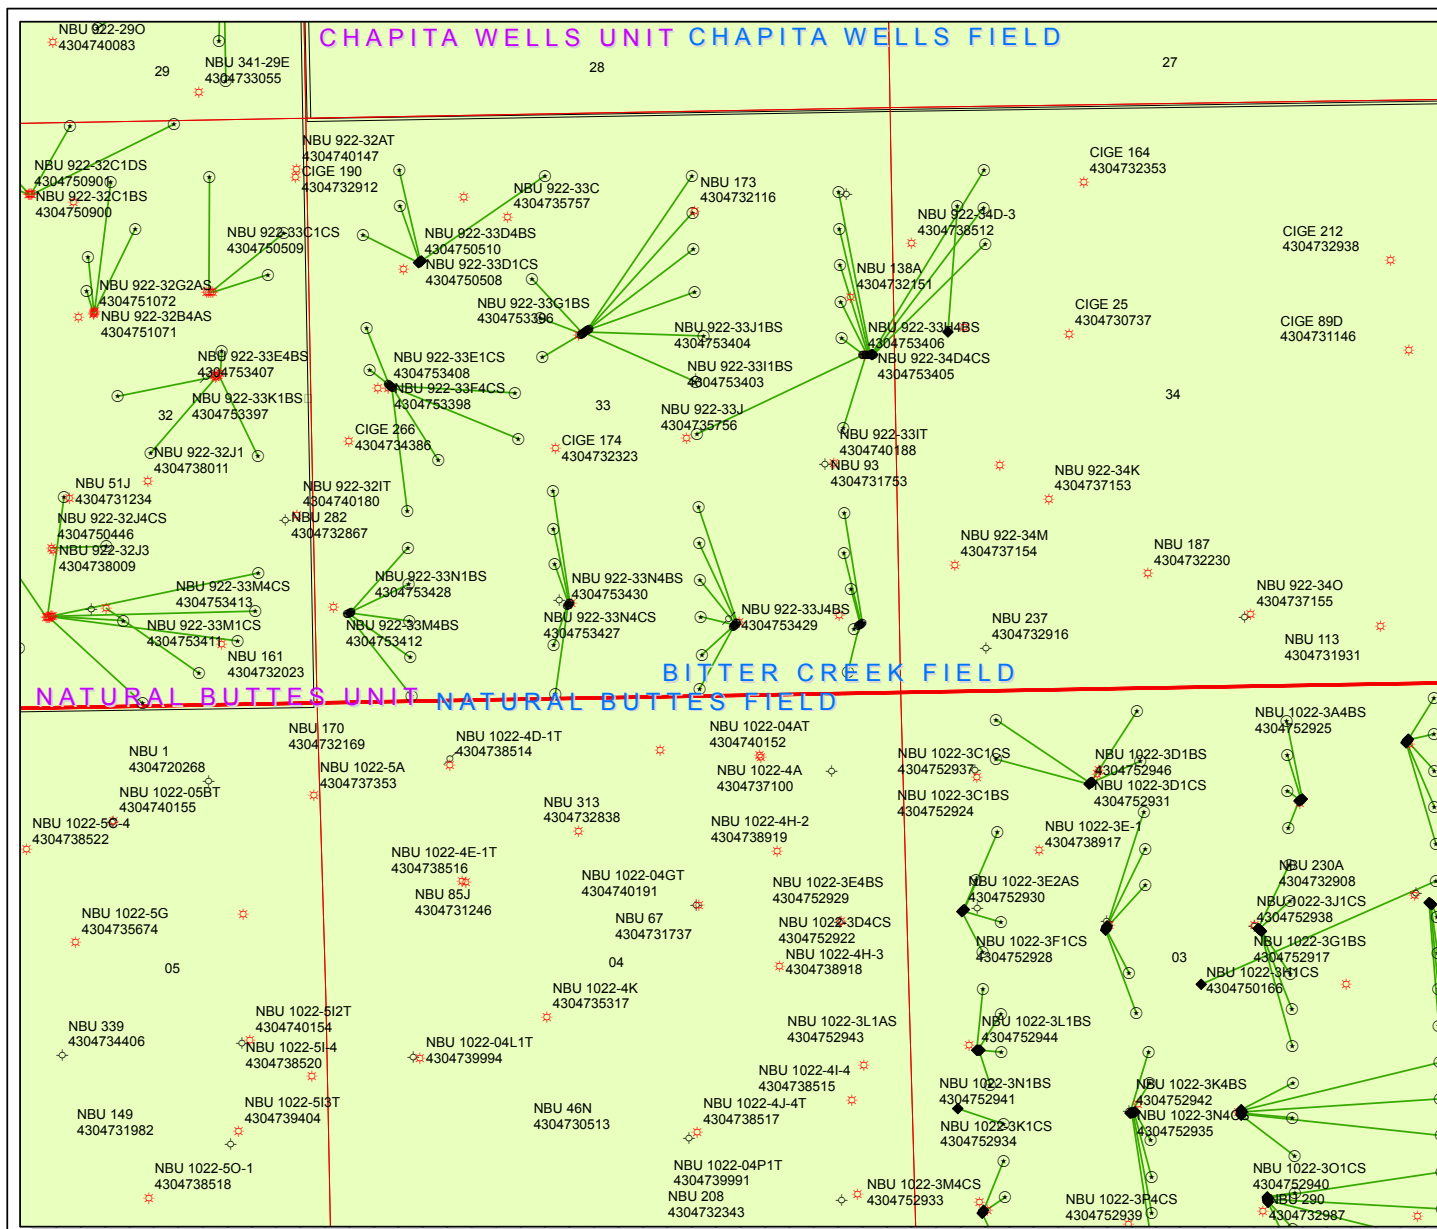 NBU 922-29O
4304740083
CHAPITA WELLS UNIT
CHAPITA WELLS FIELD
29
NBU 341-29E
4304733055
28
27
NBU 922-32AT
4304740147
CIGE 190
4304732912
CIGE 164
4304732353
NBU 922-32C1DS
4304750901
NBU 922-32C1BS
4304750900
NBU 922-33C
4304735757
NBU 173
4304732116
NBU 922-34D-3
4304738512
NBU 922-33C1CS
4304750509
NBU 922-33D4BS
4304750510
NBU 922-33D1CS
4304750508
CIGE 212
4304732938
NBU 138A
4304732151
NBU 922-32G2AS
4304751072
NBU 922-32B4AS
4304751071
NBU 922-33G1BS
4304753396
NBU 922-33J1BS
4304753404
NBU 922-33H4BS
4304753406
NBU 922-34D4CS
4304753405
CIGE 25
4304730737
CIGE 89D
4304731146
NBU 922-33E4BS
4304753407
NBU 922-33E1CS
4304753408
NBU 922-33F4CS
4304753398
NBU 922-33I1BS
4304753403
NBU 922-33K1BS
4304753397
32
33
34
NBU 922-33J
4304735756
CIGE 266
4304734386
CIGE 174
4304732323
NBU 922-33IT
4304740188
NBU 93
4304731753
NBU 922-32J1
4304738011
NBU 922-34K
4304737153
NBU 51J
4304731234
NBU 922-32IT
4304740180
NBU 282
4304732867
NBU 922-32J4CS
4304750446
NBU 922-32J3
4304738009
NBU 922-34M
4304737154
NBU 187
4304732230
NBU 922-33M4CS
4304753413
NBU 922-33N1BS
4304753428
NBU 922-33N4BS
4304753430
NBU 922-34O
4304737155
NBU 922-33M1CS
4304753411
NBU 922-33M4BS
4304753412
NBU 922-33N4CS
4304753427
NBU 922-33J4BS
4304753429
NBU 237
4304732916
NBU 113
4304731931
NBU 161
4304732023
BITTER CREEK FIELD
NATURAL BUTTES UNIT
NATURAL BUTTES FIELD
NBU 170
4304732169
NBU 1022-4D-1T
4304738514
NBU 1022-04AT
4304740152
NBU 1022-3A4BS
4304752925
NBU 1
4304720268
NBU 1022-5A
4304737353
NBU 1022-4A
4304737100
NBU 1022-3C1CS
4304752937
NBU 1022-3D1BS
4304752946
NBU 1022-3D1CS
4304752931
NBU 1022-05BT
4304740155
NBU 313
4304732838
NBU 1022-3C1BS
4304752924
NBU 1022-5C-4
4304738522
NBU 1022-4H-2
4304738919
NBU 1022-3E-1
4304738917
NBU 1022-4E-1T
4304738516
NBU 85J
4304731246
NBU 1022-04GT
4304740191
NBU 1022-3E4BS
4304752929
NBU 1022-3E2AS
4304752930
NBU 230A
4304732908
NBU 1022-5G
4304735674
NBU 67
4304731737
NBU 1022-3D4CS
4304752922
NBU 1022-3J1CS
4304752938
NBU 1022-4H-3
4304738918
NBU 1022-3F1CS
4304752928
NBU 1022-3G1BS
4304752917
05
04
03
NBU 1022-3H1CS
4304750166
NBU 1022-4K
4304735317
NBU 339
4304734406
NBU 1022-5I2T
4304740154
NBU 1022-5I-4
4304738520
NBU 1022-04L1T
4304739994
NBU 1022-3L1AS
4304752943
NBU 1022-3L1BS
4304752944
NBU 1022-4I-4
4304738515
NBU 1022-3N1BS
4304752941
NBU 1022-3K4BS
4304752942
NBU 149
4304731982
NBU 1022-5I3T
4304739404
NBU 46N
4304730513
NBU 1022-4J-4T
4304738517
NBU 1022-3K1CS
4304752934
NBU 1022-3N4CS
4304752935
NBU 1022-5O-1
4304738518
NBU 1022-04P1T
4304739991
NBU 208
4304732343
NBU 1022-3M4CS
4304752933
NBU 1022-3P4CS
4304752939
NBU 1022-3O1CS
4304752940
NBU 290
4304732987